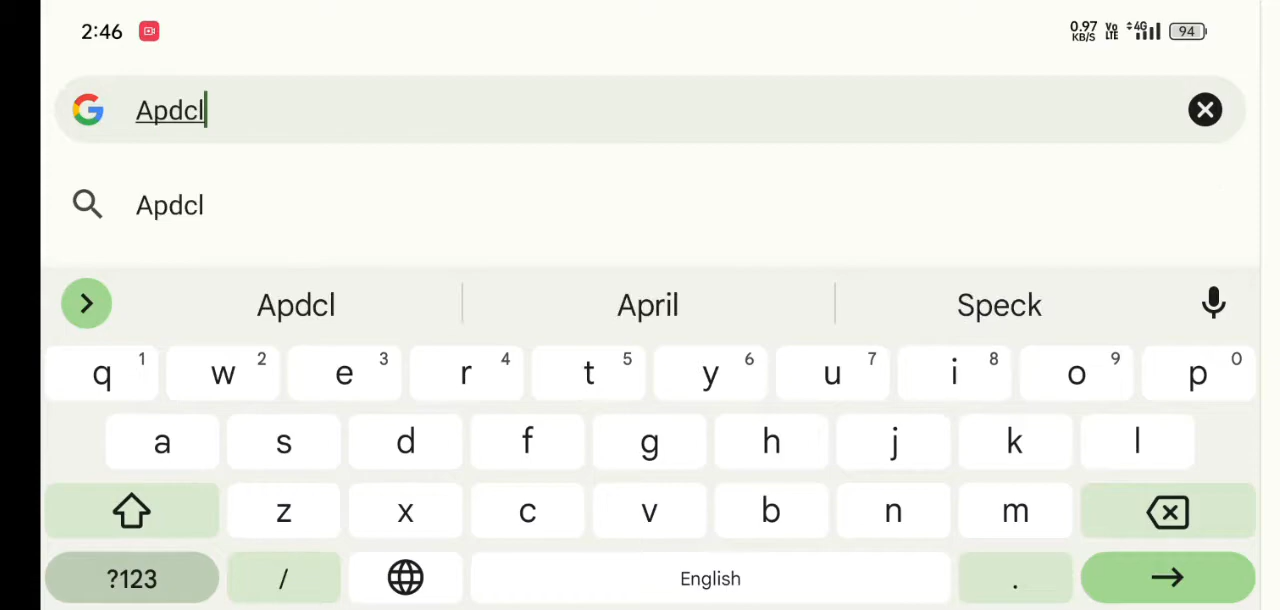 2:46 0.97 KB/S Vo LTE 4G 94
Apdcl
Apdcl
Apdcl April Speck
q 1 w 2 e 3 r 4 t 5 y 6 u 7 i 8 o 9 p 0
a s d f g h j k l
z x c v b n m
?123 / English .